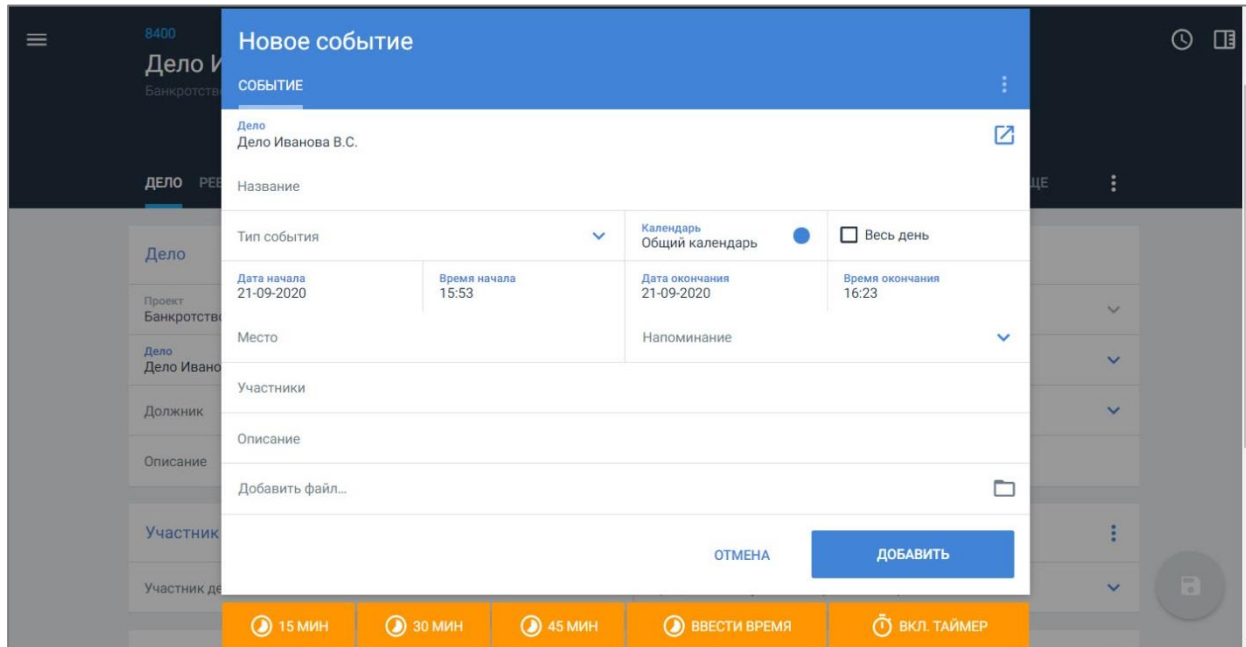 8400
Дело И
Банкротств
ДЕЛО РЕЕ
ЩЕ
Новое событие
СОБЫТИЕ
Дело
Дело Иванова В.С.
Название
Тип события
Календарь
Общий календарь
Весь день
Дата начала
21-09-2020
Время начала
15:53
Дата окончания
21-09-2020
Время окончания
16:23
Место
Напоминание
Участники
Описание
Добавить файл...
ОТМЕНА
ДОБАВИТЬ
15 МИН
30 МИН
45 МИН
ВВЕСТИ ВРЕМЯ
ВКЛ. ТАЙМЕР
Дело
Проект
Банкротство
Дело
Дело Ивано
Должник
Описание
Участник
Участник де